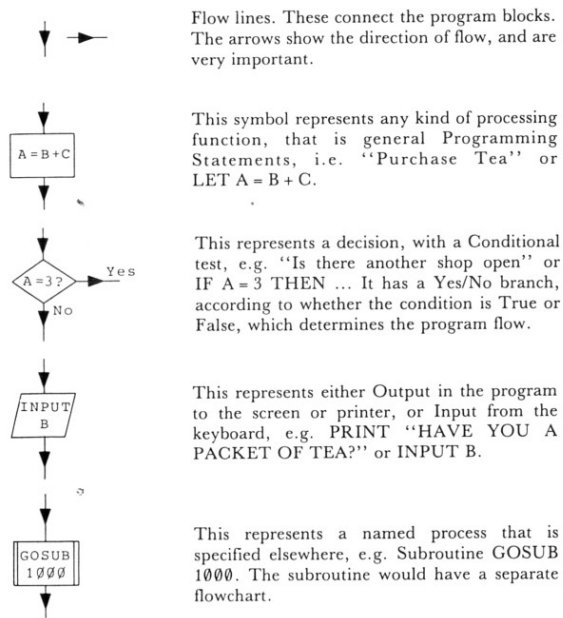 Flow lines. These connect the program blocks.
The arrows show the direction of flow, and are
very important.
A=B+C
This symbol represents any kind of processing
function, that is general Programming
Statements, i.e. “Purchase Tea” or
LET A = B + C.
A=3?
Yes
No
This represents a decision, with a Conditional
test, e.g. “Is there another shop open” or
IF A = 3 THEN ... It has a Yes/No branch,
according to whether the condition is True or
False, which determines the program flow.
INPUT
B
This represents either Output in the program
to the screen or printer, or Input from the
keyboard, e.g. PRINT “HAVE YOU A
PACKET OF TEA?” or INPUT B.
GOSUB
1000
This represents a named process that is
specified elsewhere, e.g. Subroutine GOSUB
1000. The subroutine would have a separate
flowchart.